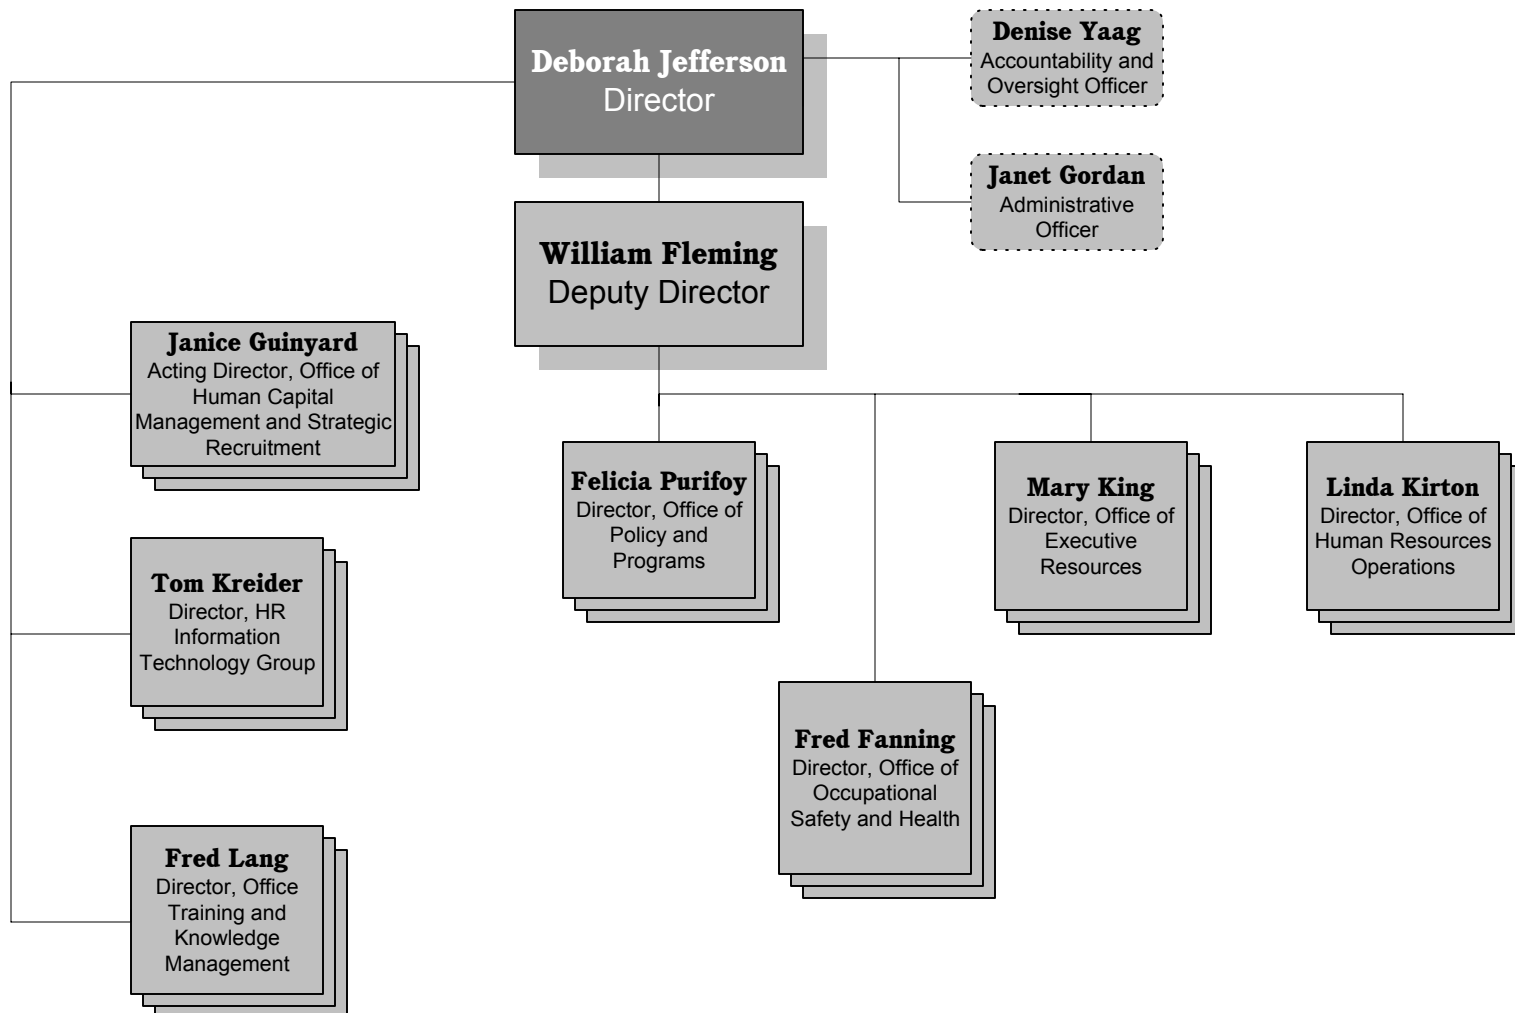 Deborah Jefferson
Director
Denise Yaag
Accountability and
Oversight Officer
Janet Gordan
Administrative
Officer
William Fleming
Deputy Director
Janice Guinyard
Acting Director, Office of
Human Capital
Management and Strategic
Recruitment
Felicia Purifoy
Director, Office of
Policy and
Programs
Mary King
Director, Office of
Executive
Resources
Linda Kirton
Director, Office of
Human Resources
Operations
Tom Kreider
Director, HR
Information
Technology Group
Fred Fanning
Director, Office of
Occupational
Safety and Health
Fred Lang
Director, Office
Training and
Knowledge
Management